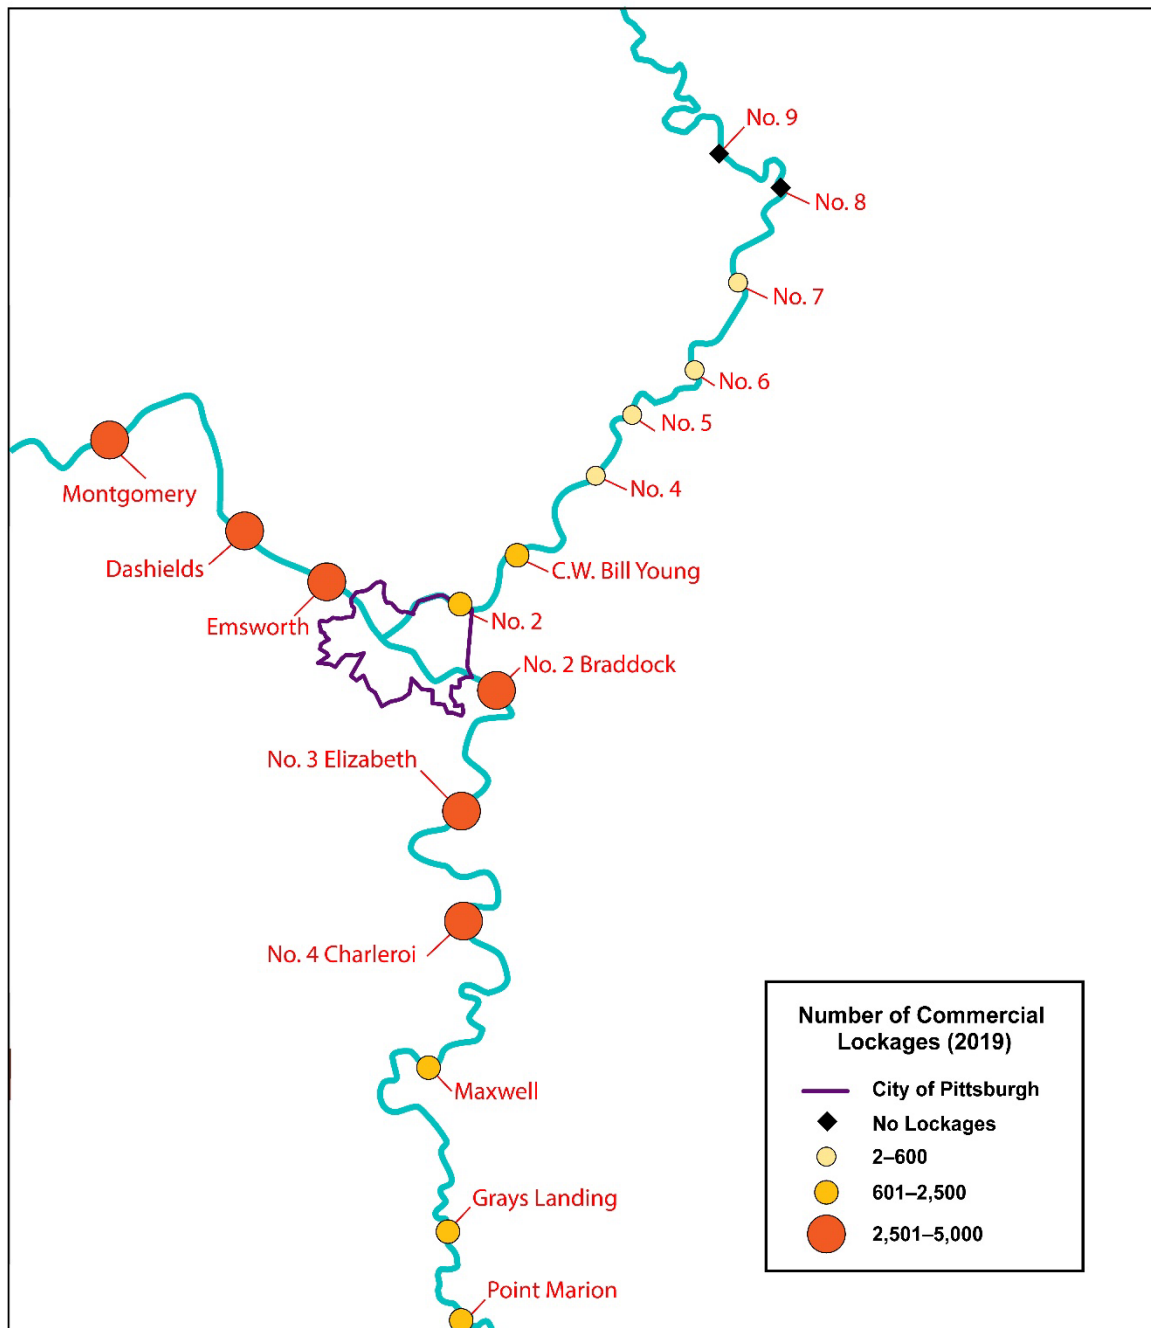 No. 9
No. 8
No. 7
No. 6
No. 5
No. 4
Montgomery
Dashields
C.W. Bill Young
Emsworth
No. 2
No. 2 Braddock
No. 3 Elizabeth
No. 4 Charleroi
Maxwell
Grays Landing
Point Marion
Number of Commercial
Lockages (2019)
City of Pittsburgh
No Lockages
2–600
601–2,500
2,501–5,000